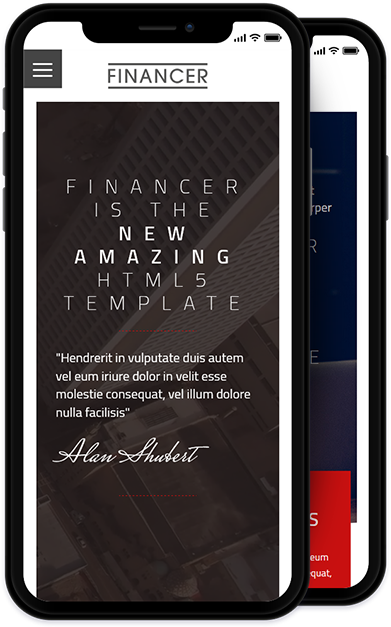 FINANCER
FINANCER
IS THE
NEW
AMAZING
HTML5
TEMPLATE
"Hendrerit in vulputate duis autem
vel eum iriure dolor in velit esse
molestie consequat, vel illum dolore
nulla facilisis"
Alan Shubert
rper
R
E
S
eum
quat,